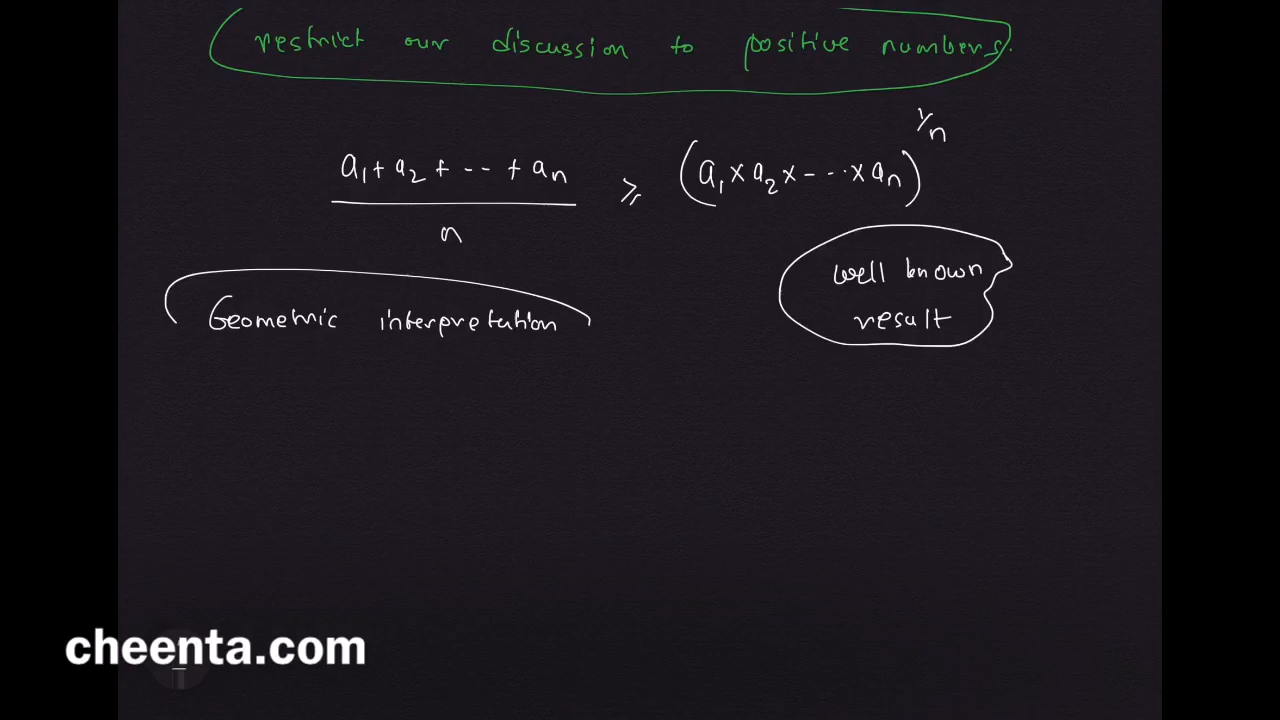 restrict our discussion to positive numbers.
a₁ + a₂ + -- + aₙ
n
≥ (a₁ × a₂ × --·· × aₙ)^1/n
well known
result
Geometric interpretation
cheenta.com